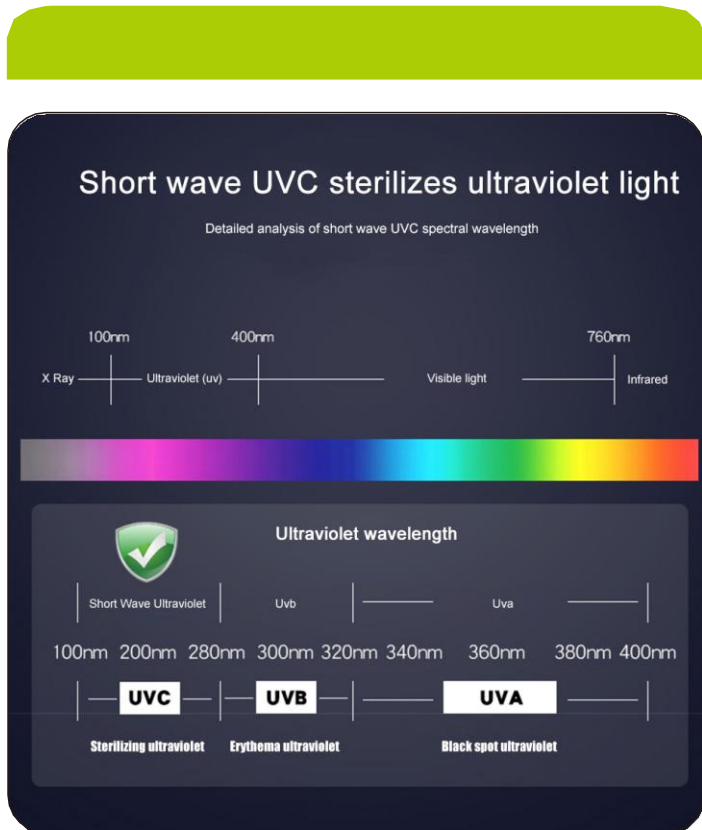 Short wave UVC sterilizes ultraviolet light
Detailed analysis of short wave UVC spectral wavelength
100nm 400nm 760nm
X Ray Ultraviolet (uv) Visible light Infrared
Ultraviolet wavelength
Short Wave Ultraviolet Uvb Uva
100nm 200nm 280nm 300nm 320nm 340nm 360nm 380nm 400nm
UVC UVB UVA
Sterilizing ultraviolet Erythema ultraviolet Black spot ultraviolet